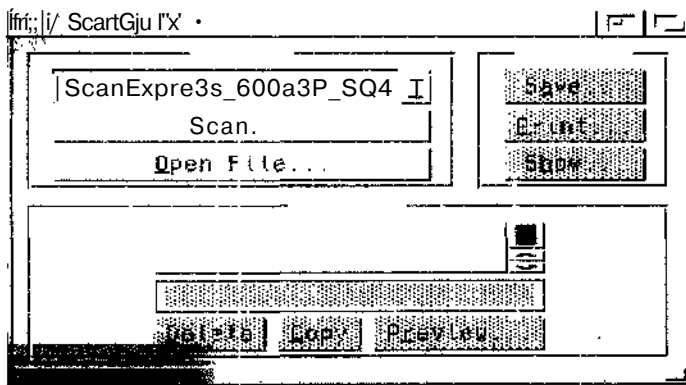 ScanExpre3s_600a3P_SQ4
Scan.
Open File...
Save...
Print...
Show...
Delete Copy Preview